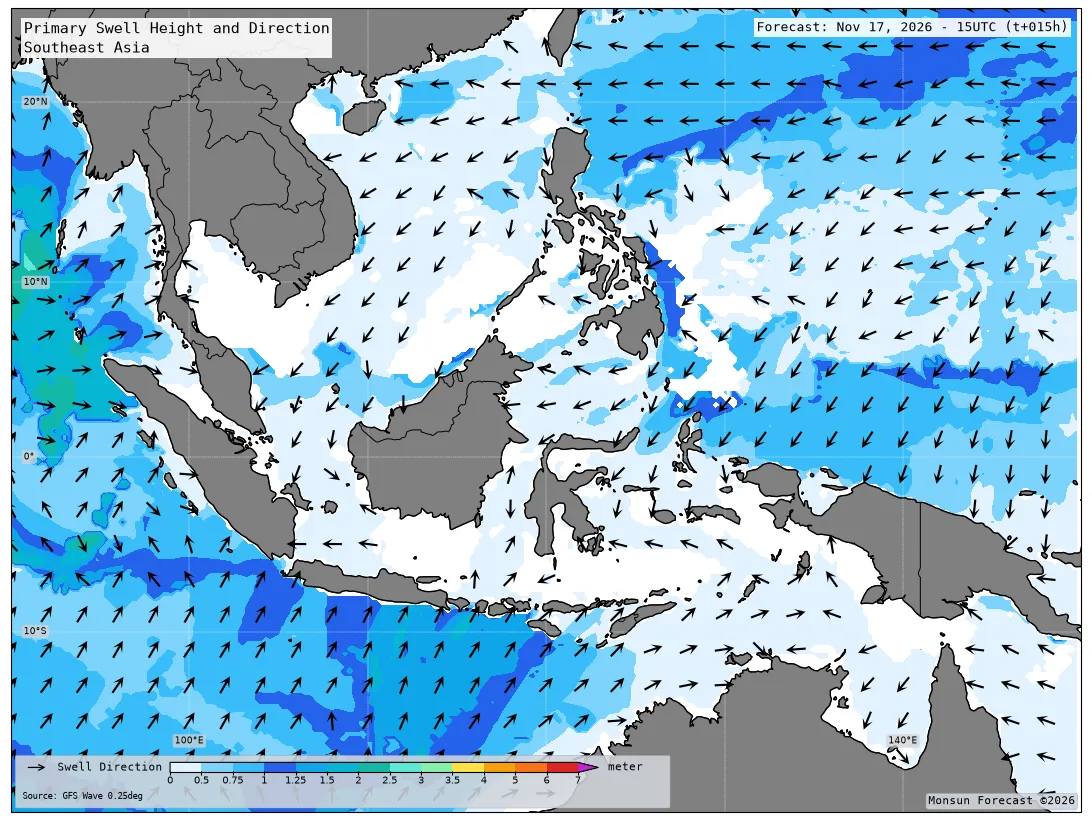 Primary Swell Height and Direction
Southeast Asia
Forecast: Nov 17, 2026 - 15UTC (t+015h)
20°N
10°N
0°
10°S
100°E
140°E
Swell Direction
meter
0 0.5 0.75 1 1.25 1.5 2 2.5 3 3.5 4 5 6 7
Source: GFS Wave 0.25deg
Monsun Forecast ©2026